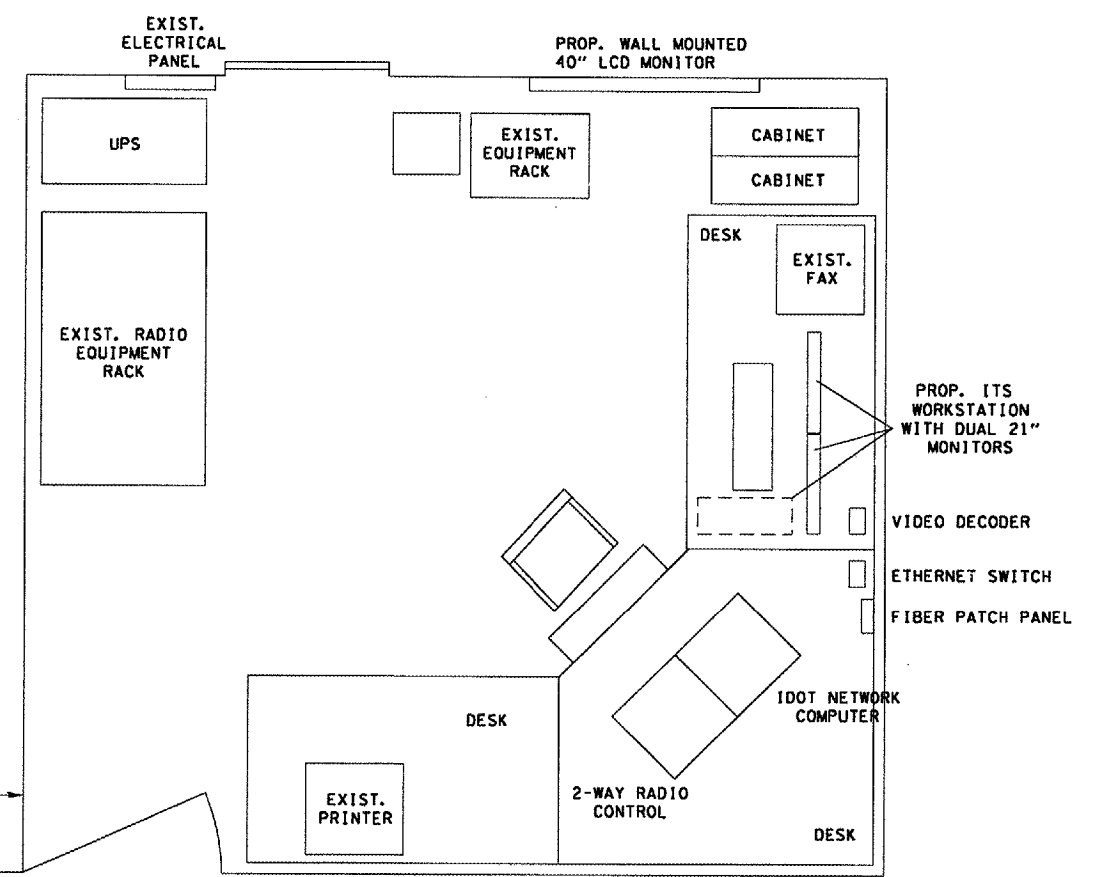 EXIST.
ELECTRICAL
PANEL
PROP. WALL MOUNTED
40" LCD MONITOR
UPS
EXIST.
EQUIPMENT
RACK
CABINET
CABINET
DESK
EXIST.
FAX
EXIST. RADIO
EQUIPMENT
RACK
PROP. ITS
WORKSTATION
WITH DUAL 21"
MONITORS
VIDEO DECODER
ETHERNET SWITCH
FIBER PATCH PANEL
IDOT NETWORK
COMPUTER
DESK
EXIST.
PRINTER
2-WAY RADIO
CONTROL
DESK